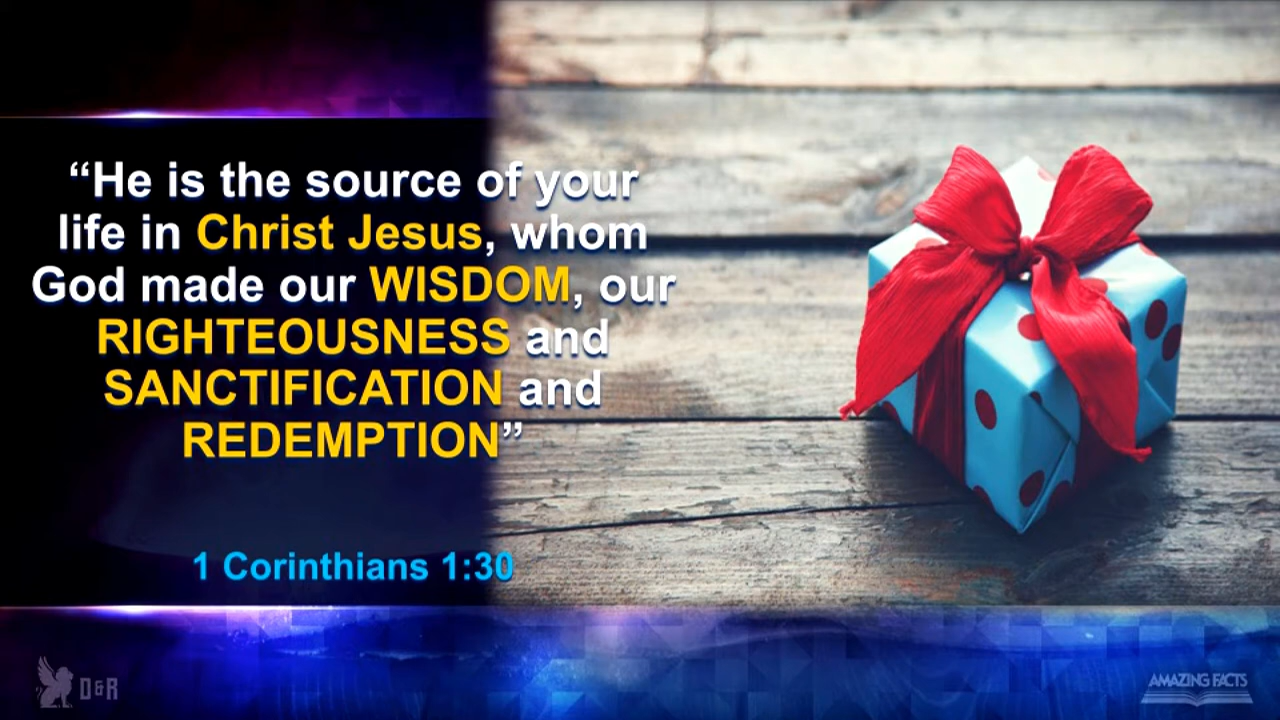 “He is the source of your
life in Christ Jesus, whom
God made our WISDOM, our
RIGHTEOUSNESS and
SANCTIFICATION and
REDEMPTION”
1 Corinthians 1:30
D&R
AMAZING FACTS